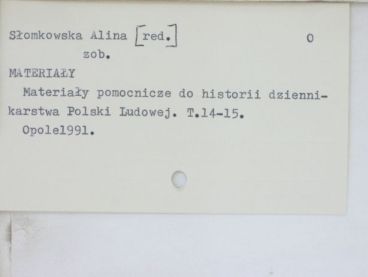 Słomkowska Alina [red.] O
zob.
MATERIAŁY
Materiały pomocnicze do historii dzienni-
karstwa Polski Ludowej. T.14-15.
Opole1991.